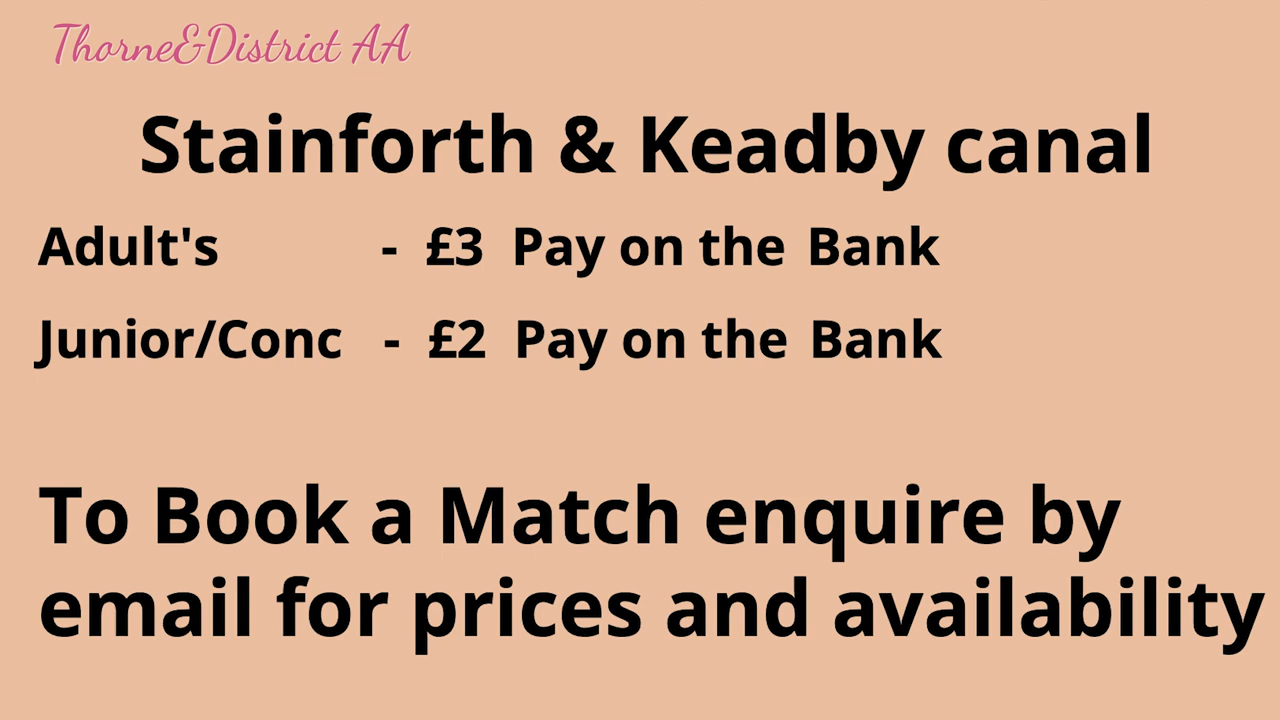 Thorne&District AA
Stainforth & Keadby canal
Adult's - £3 Pay on the Bank
Junior/Conc - £2 Pay on the Bank
To Book a Match enquire by
email for prices and availability